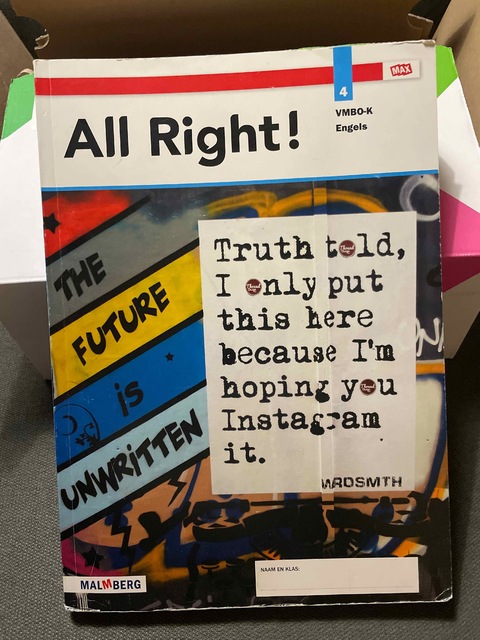 MAX
4
VMBO-K
Engels
All Right!
THE
FUTURE
is
UNWRiTTEN
Truth told,
I only put
this here
because I'm
hoping you
Instagram
it.
WRDSMTH
NAAM EN KLAS:
MALMBERG